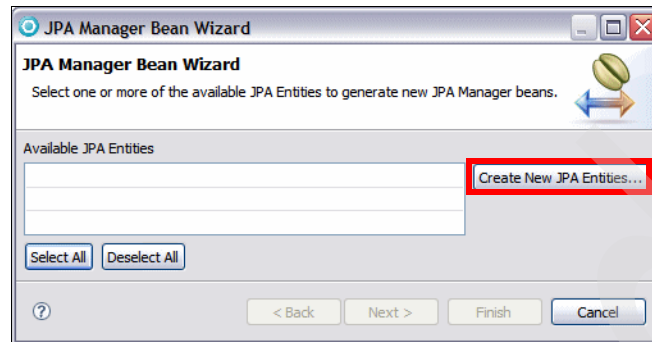 JPA Manager Bean Wizard
JPA Manager Bean Wizard
Select one or more of the available JPA Entities to generate new JPA Manager beans.
Available JPA Entities
Create New JPA Entities...
Select All Deselect All
? < Back Next > Finish Cancel